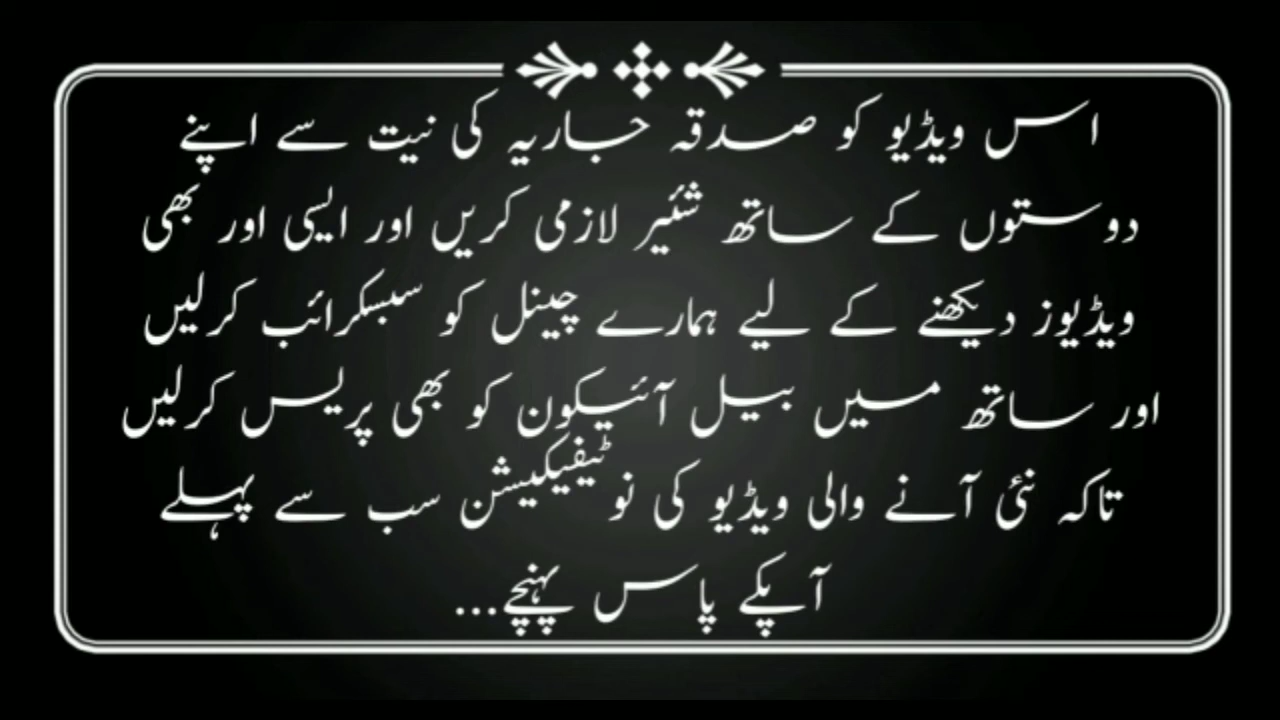 اس ویڈیو کو صدقہ جاریہ کی نیت سے اپنے
دوستوں کے ساتھ شئیر لازمی کریں اور ایسی اور بھی
ویڈیوز دیکھنے کے لیے ہمارے چینل کو سبسکرائب کرلیں
اور ساتھ میں بیل آئیکون کو بھی پریس کرلیں
تاکہ نئی آنے والی ویڈیو کی نوٹیفیکیشن سب سے پہلے
آپکے پاس پہنچے...